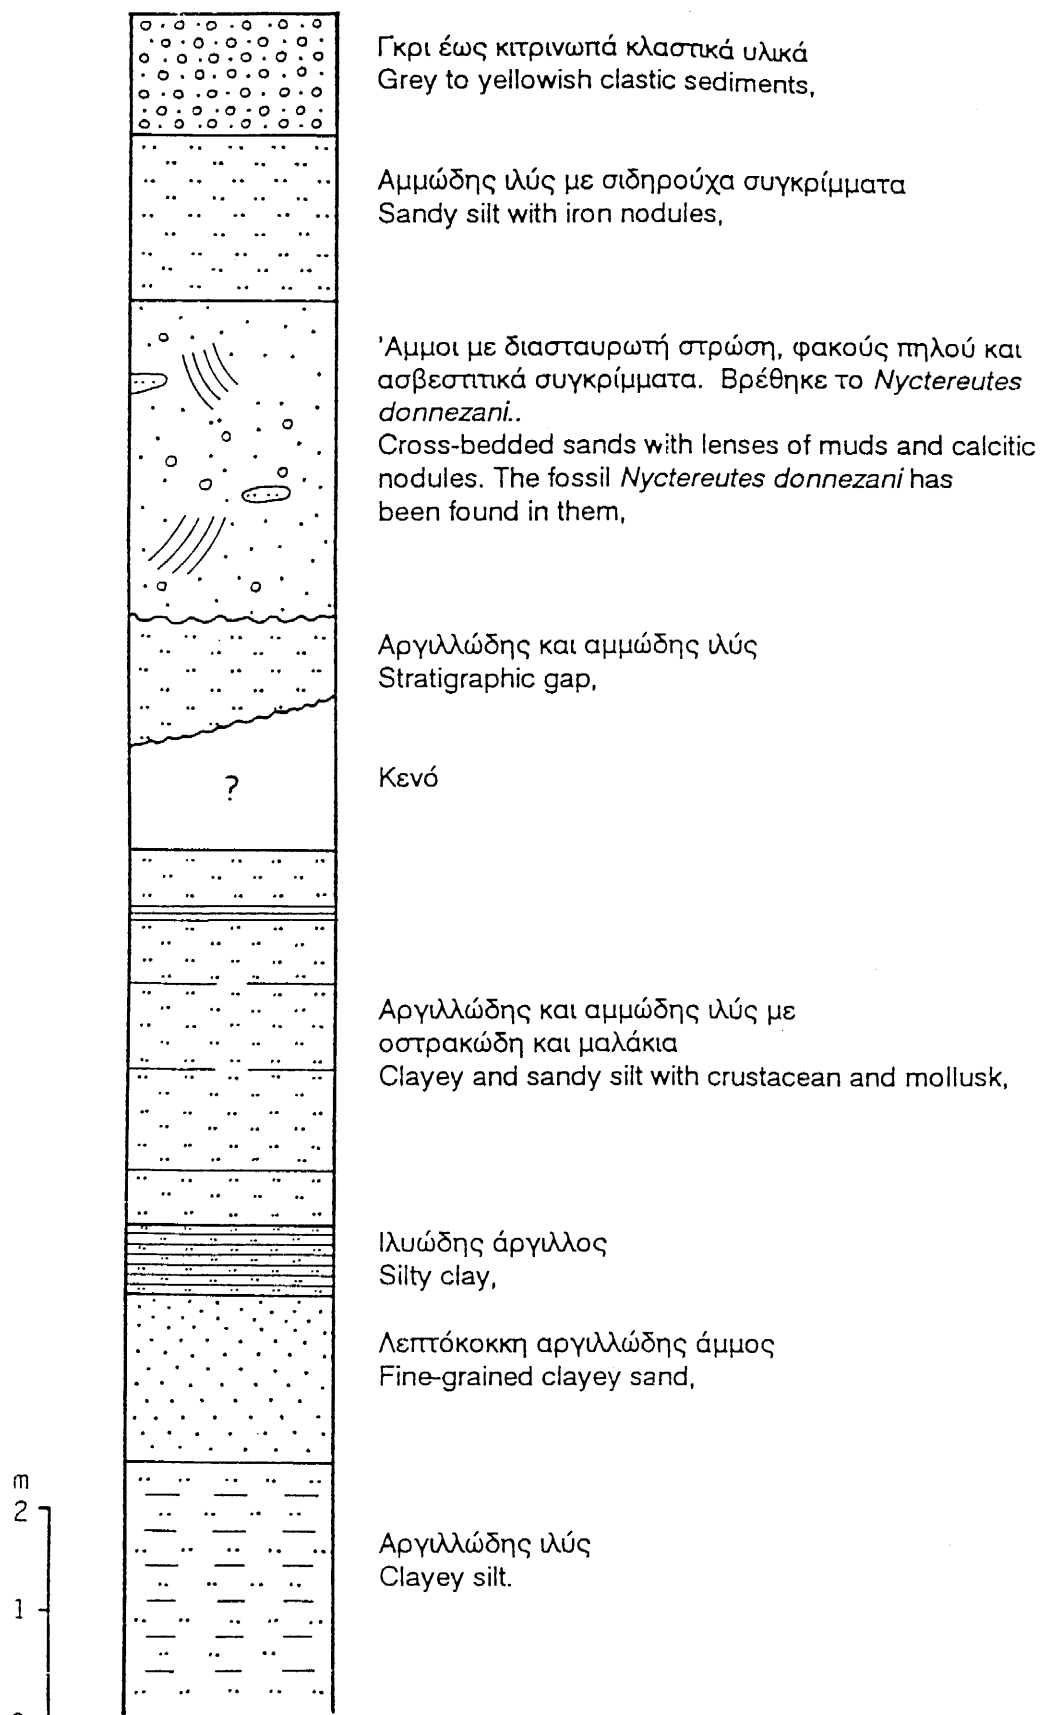 Γκρι έως κιτρινωπά κλαστικά υλικά
Grey to yellowish clastic sediments,
Αμμώδης ιλύς με σιδηρούχα συγκρίμματα
Sandy silt with iron nodules,
'Αμμοι με διασταυρωτή στρώση, φακούς πηλού και
ασβεστιτικά συγκρίμματα. Βρέθηκε το Nyctereutes
donnezani..
Cross-bedded sands with lenses of muds and calcitic
nodules. The fossil Nyctereutes donnezani has
been found in them,
Αργιλλώδης και αμμώδης ιλύς
Stratigraphic gap,
?
Κενό
Αργιλλώδης και αμμώδης ιλύς με
οστρακώδη και μαλάκια
Clayey and sandy silt with crustacean and mollusk,
Ιλυώδης άργιλλος
Silty clay,
Λεπτόκοκκη αργιλλώδης άμμος
Fine-grained clayey sand,
m
2
Αργιλλώδης ιλύς
Clayey silt.
1